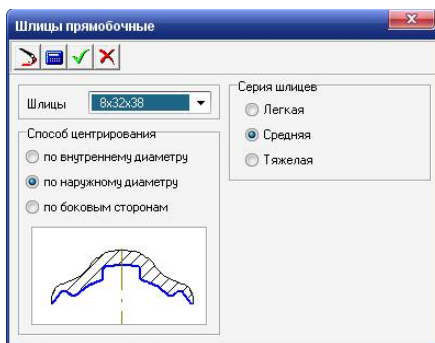 Шлицы прямобочные
Шлицы 8x32x38
Способ центрирования
по внутреннему диаметру
по наружному диаметру
по боковым сторонам
Серия шлицев
Легкая
Средняя
Тяжелая